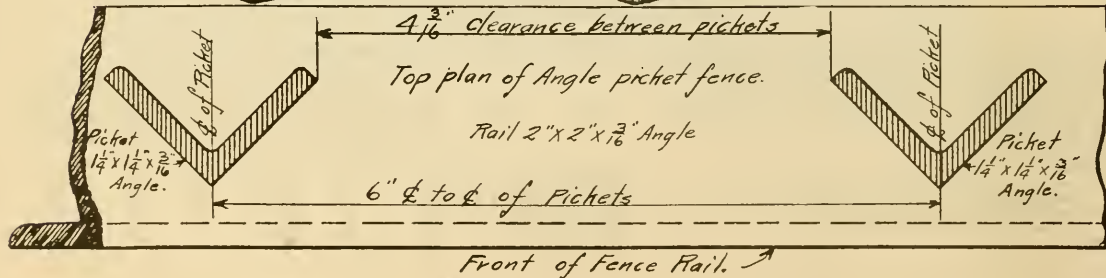 4 3/16" clearance between pickets
℄ of Picket
℄ of Picket
Top plan of Angle picket fence.
Rail 2" x 2" x 3/16" Angle
Picket
1 1/4" x 1 1/4" x 3/16"
Angle.
Picket
1 1/4" x 1 1/4" x 3/16"
Angle.
6" ℄ to ℄ of Pickets
Front of Fence Rail.